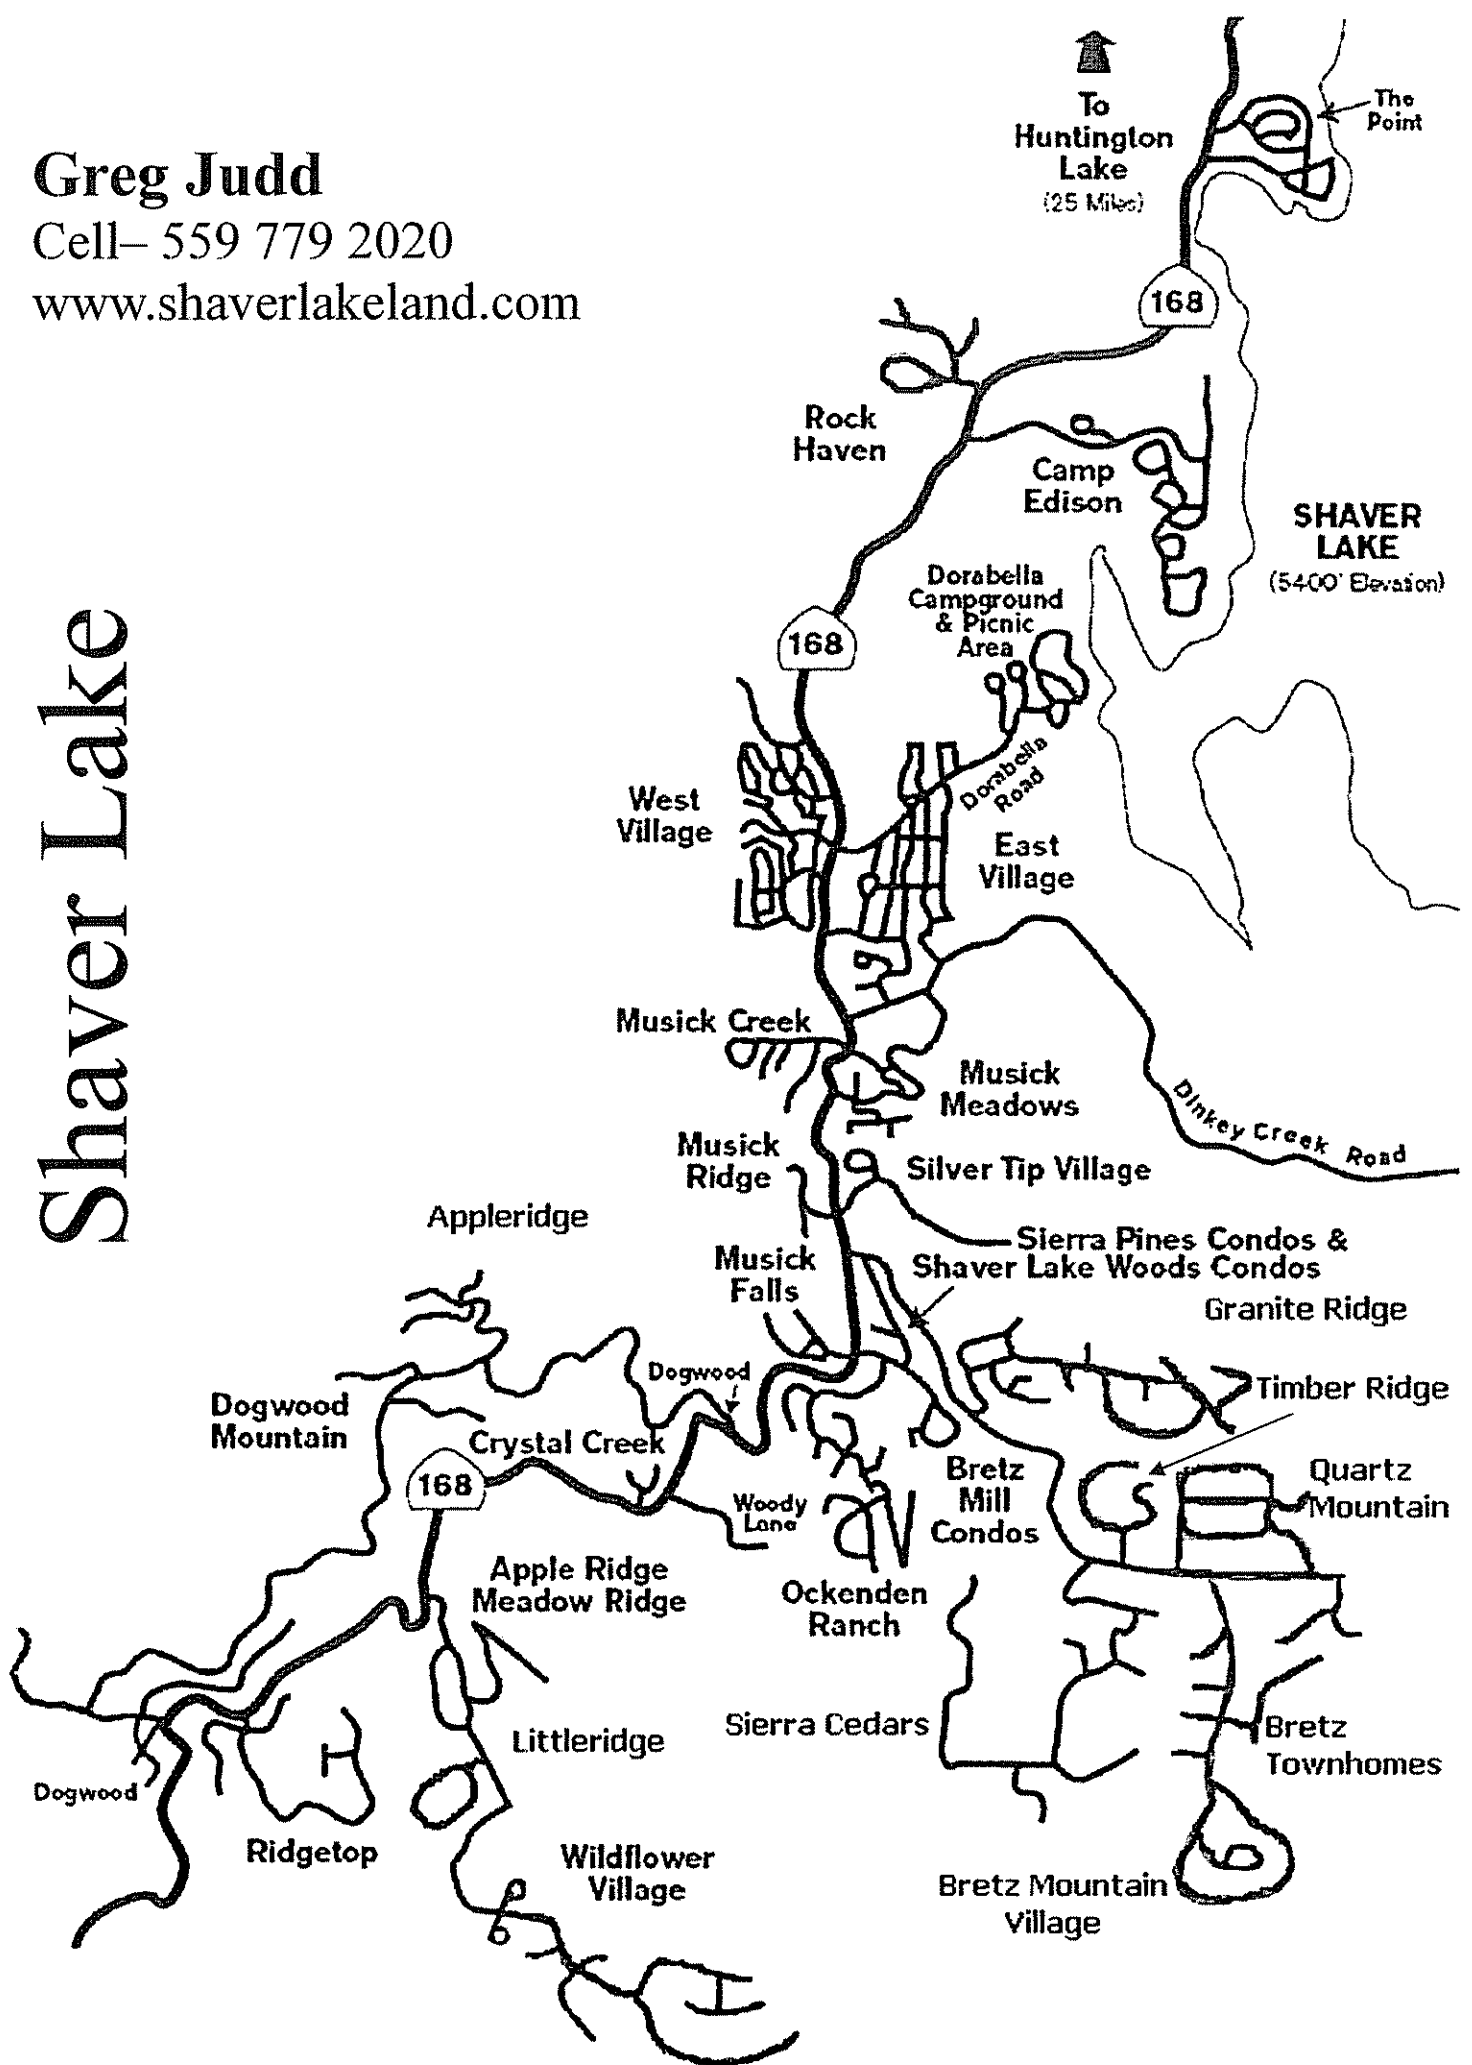 To
Huntington
Lake
(25 Miles)
The
Point
Greg Judd
Cell– 559 779 2020
www.shaverlakeland.com
168
Rock
Haven
Camp
Edison
SHAVER
LAKE
(5400' Elevation)
Dorabella
Campground
& Picnic
Area
168
Shaver Lake
Dorabella
Road
West
Village
East
Village
Musick Creek
Musick
Meadows
Dinkey Creek Road
Musick
Ridge
Silver Tip Village
Appleridge
Sierra Pines Condos &
Shaver Lake Woods Condos
Musick
Falls
Granite Ridge
Dogwood
Timber Ridge
Dogwood
Mountain
Crystal Creek
168
Bretz
Mill
Condos
Quartz
Mountain
Woody
Lane
Apple Ridge
Meadow Ridge
Ockenden
Ranch
Littleridge
Sierra Cedars
Bretz
Townhomes
Dogwood
Ridgetop
Wildflower
Village
Bretz Mountain
Village